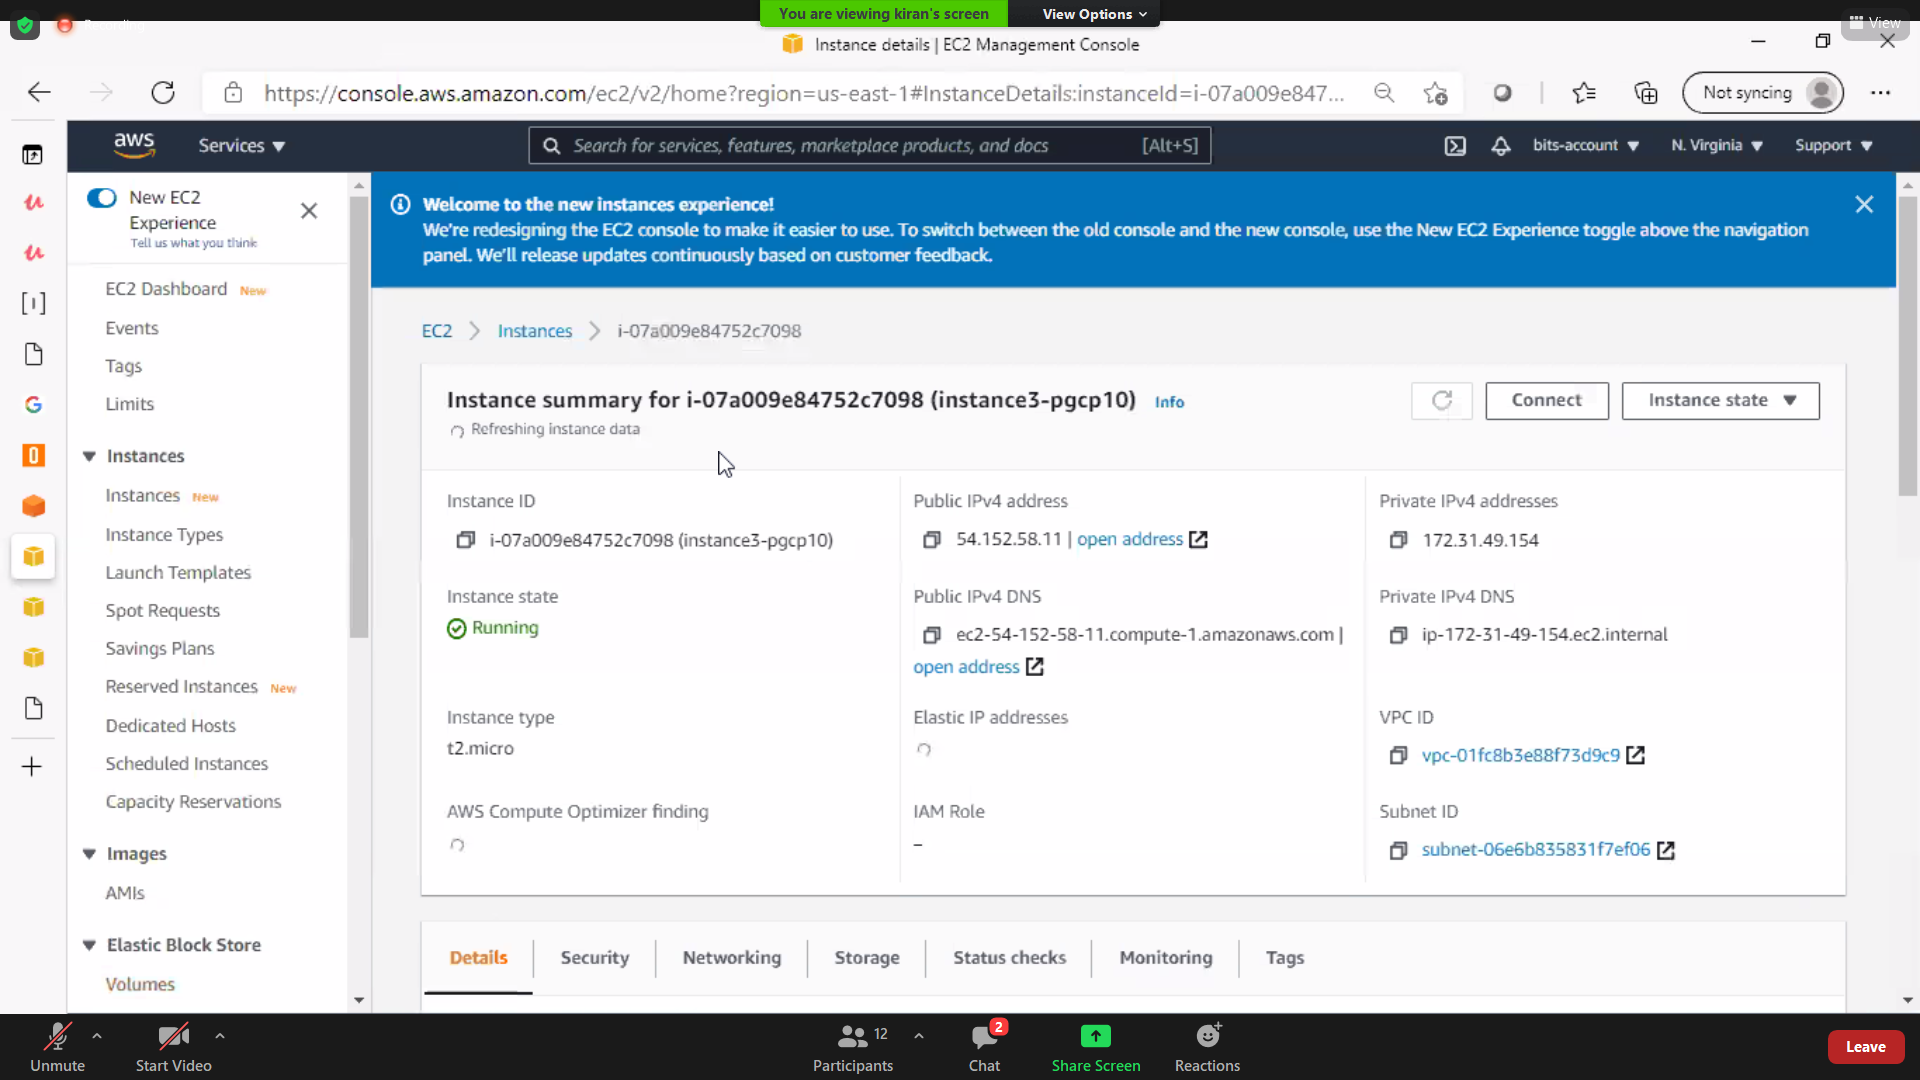 You are viewing kiran's screen
View Options
Recording
View
Instance details | EC2 Management Console
https://console.aws.amazon.com/ec2/v2/home?region=us-east-1#InstanceDetails:instanceId=i-07a009e847...
Not syncing
aws
Services
Search for services, features, marketplace products, and docs
[Alt+S]
bits-account
N. Virginia
Support
New EC2
Experience
Tell us what you think
Welcome to the new instances experience!
We're redesigning the EC2 console to make it easier to use. To switch between the old console and the new console, use the New EC2 Experience toggle above the navigation
panel. We'll release updates continuously based on customer feedback.
EC2 Dashboard New
Events
Tags
Limits
Instances
Instances New
Instance Types
Launch Templates
Spot Requests
Savings Plans
Reserved Instances New
Dedicated Hosts
Scheduled Instances
Capacity Reservations
Images
AMIs
Elastic Block Store
Volumes
EC2
Instances
i-07a009e84752c7098
Instance summary for i-07a009e84752c7098 (instance3-pgcp10) Info
Refreshing instance data
Connect
Instance state
Instance ID
i-07a009e84752c7098 (instance3-pgcp10)
Public IPv4 address
54.152.58.11 | open address
Private IPv4 addresses
172.31.49.154
Instance state
Running
Public IPv4 DNS
ec2-54-152-58-11.compute-1.amazonaws.com |
open address
Private IPv4 DNS
ip-172-31-49-154.ec2.internal
Instance type
t2.micro
Elastic IP addresses
VPC ID
vpc-01fc8b3e88f73d9c9
AWS Compute Optimizer finding
IAM Role
–
Subnet ID
subnet-06e6b835831f7ef06
Details
Security
Networking
Storage
Status checks
Monitoring
Tags
Unmute
Start Video
12
Participants
2
Chat
Share Screen
Reactions
Leave